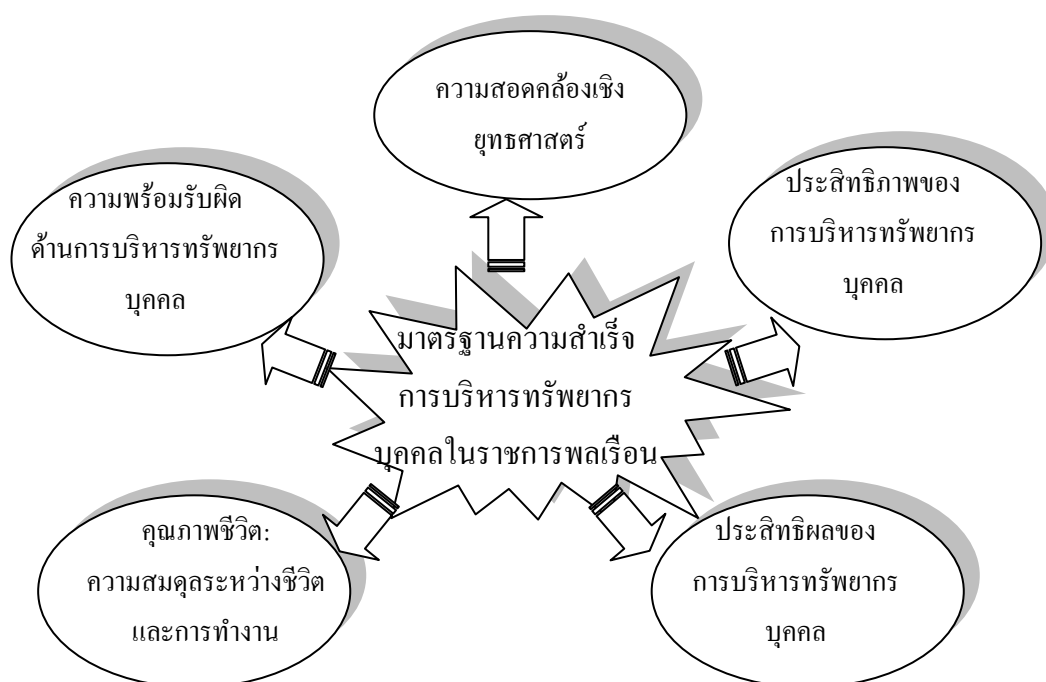 ความสอดคล้องเชิง
ยุทธศาสตร์
ความพร้อมรับผิด
ด้านการบริหารทรัพยากร
บุคคล
ประสิทธิภาพของ
การบริหารทรัพยากร
บุคคล
มาตรฐานความสำเร็จ
การบริหารทรัพยากร
บุคคลในราชการพลเรือน
คุณภาพชีวิต:
ความสมดุลระหว่างชีวิต
และการทำงาน
ประสิทธิผลของ
การบริหารทรัพยากร
บุคคล